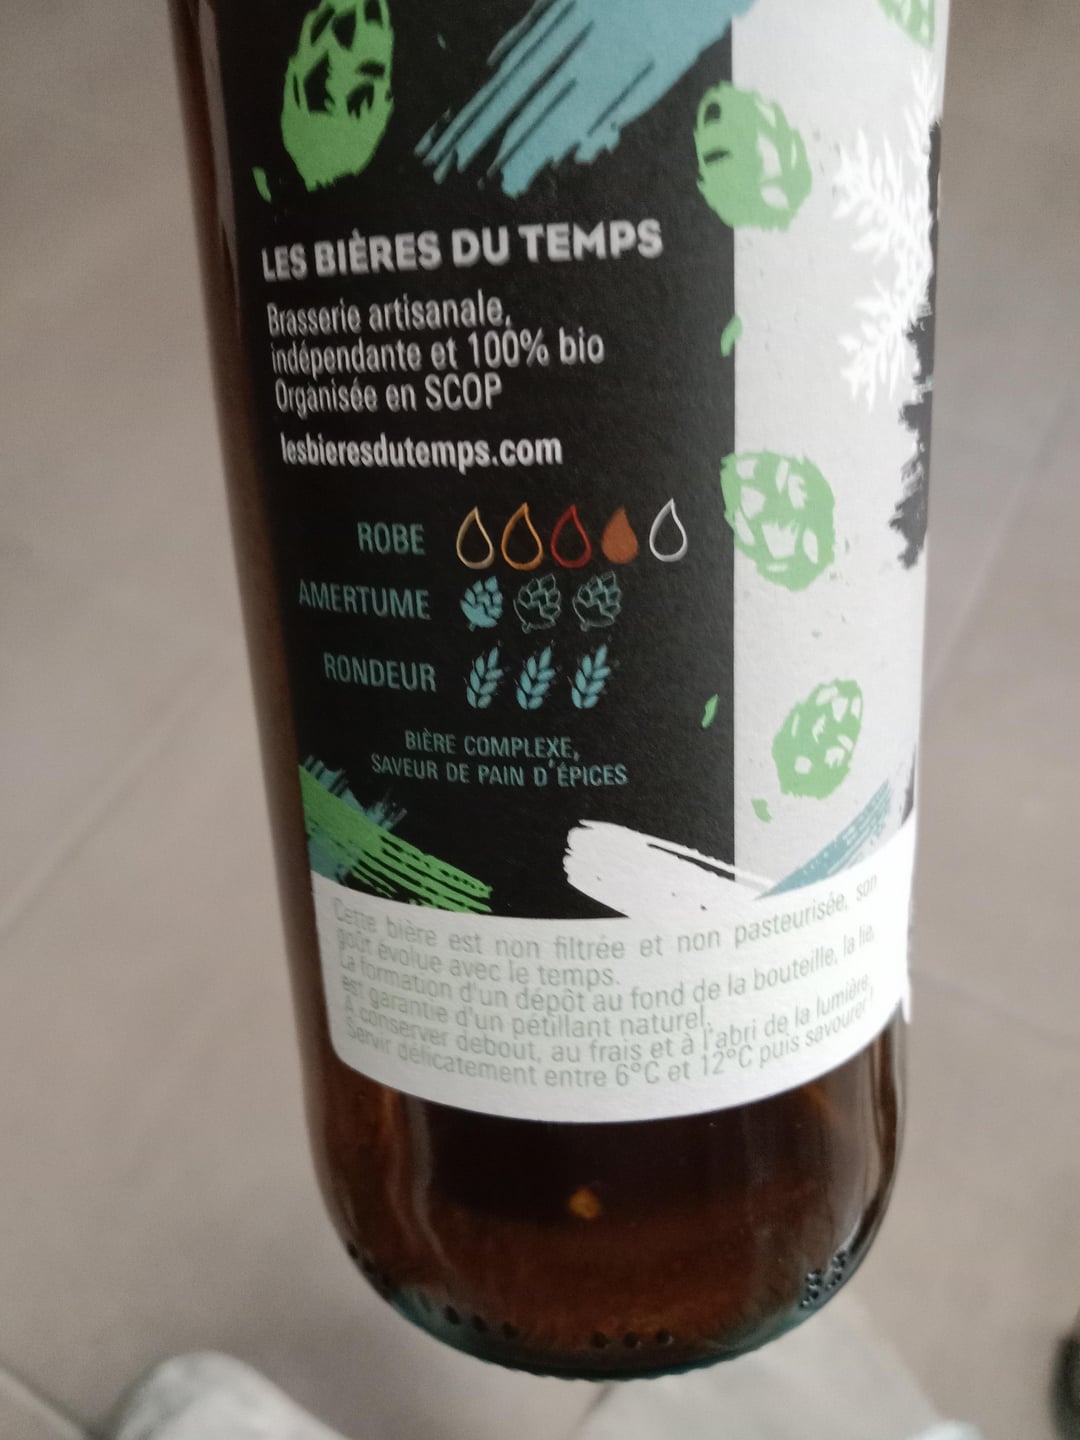 LES BIÈRES DU TEMPS
Brasserie artisanale,
indépendante et 100% bio
Organisée en SCOP
lesbieresdutemps.com
ROBE
AMERTUME
RONDEUR
BIÈRE COMPLEXE,
SAVEUR DE PAIN D'ÉPICES
Cette bière est non filtrée et non pasteurisée, son
goût évolue avec le temps.
La formation d'un dépôt au fond de la bouteille, la lie,
est garantie d'un pétillant naturel.
A conserver debout, au frais et à l'abri de la lumière.
Servir délicatement entre 6°C et 12°C puis savourer !